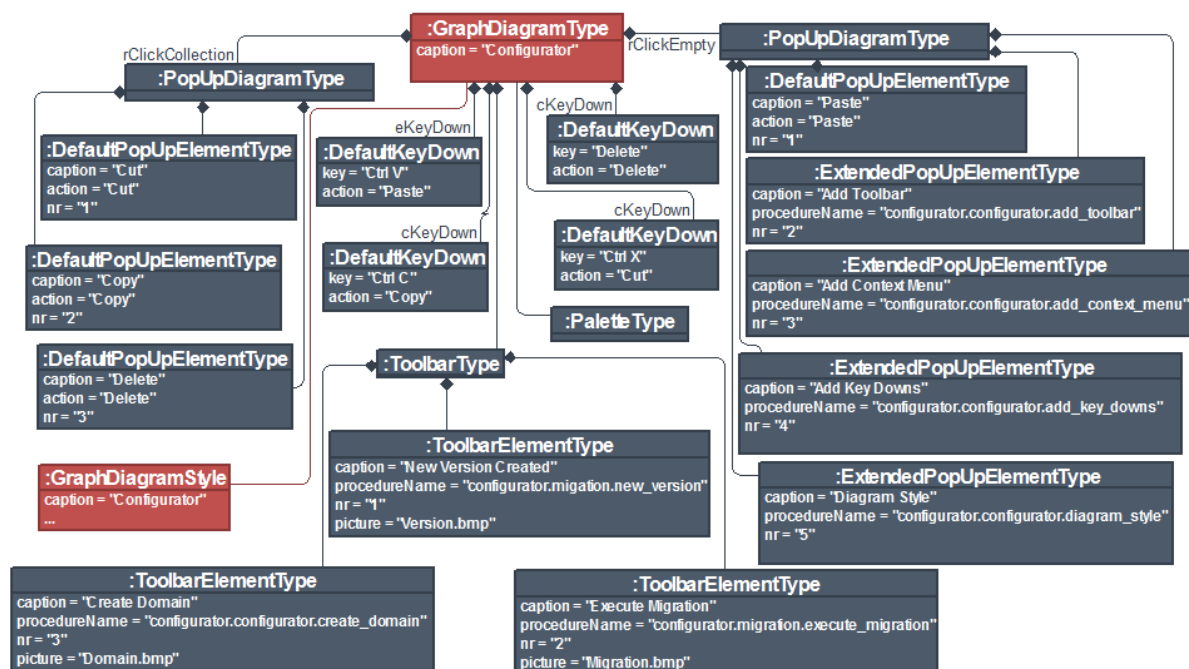 :GraphDiagramType
caption = "Configurator"
rClickCollection
rClickEmpty
:PopUpDiagramType
:PopUpDiagramType
:DefaultPopUpElementType
caption = "Cut"
action = "Cut"
nr = "1"
:DefaultPopUpElementType
caption = "Copy"
action = "Copy"
nr = "2"
:DefaultPopUpElementType
caption = "Delete"
action = "Delete"
nr = "3"
:GraphDiagramStyle
caption = "Configurator"
...
eKeyDown
:DefaultKeyDown
key = "Ctrl V"
action = "Paste"
cKeyDown
:DefaultKeyDown
key = "Ctrl C"
action = "Copy"
cKeyDown
:DefaultKeyDown
key = "Delete"
action = "Delete"
cKeyDown
:DefaultKeyDown
key = "Ctrl X"
action = "Cut"
:PaletteType
:ToolbarType
:ToolbarElementType
caption = "New Version Created"
procedureName = "configurator.migation.new_version"
nr = "1"
picture = "Version.bmp"
:ToolbarElementType
caption = "Create Domain"
procedureName = "configurator.configurator.create_domain"
nr = "3"
picture = "Domain.bmp"
:ToolbarElementType
caption = "Execute Migration"
procedureName = "configurator.migration.execute_migration"
nr = "2"
picture = "Migration.bmp"
:DefaultPopUpElementType
caption = "Paste"
action = "Paste"
nr = "1"
:ExtendedPopUpElementType
caption = "Add Toolbar"
procedureName = "configurator.configurator.add_toolbar"
nr = "2"
:ExtendedPopUpElementType
caption = "Add Context Menu"
procedureName = "configurator.configurator.add_context_menu"
nr = "3"
:ExtendedPopUpElementType
caption = "Add Key Downs"
procedureName = "configurator.configurator.add_key_downs"
nr = "4"
:ExtendedPopUpElementType
caption = "Diagram Style"
procedureName = "configurator.configurator.diagram_style"
nr = "5"